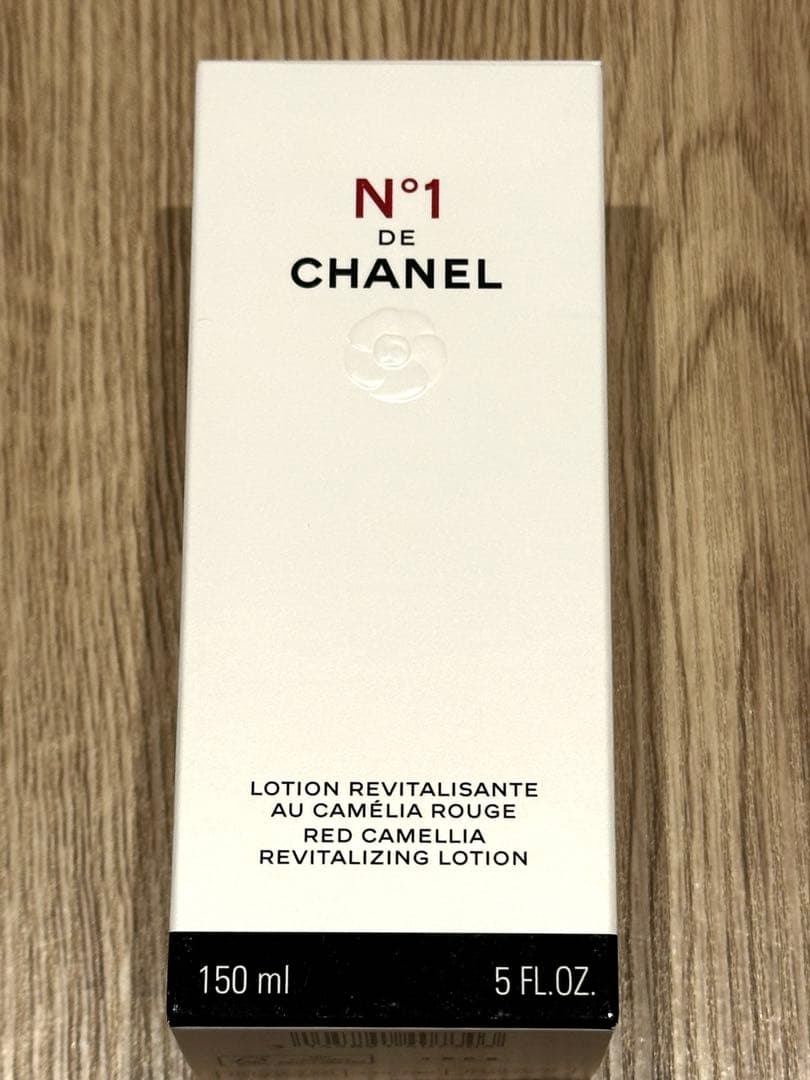 N°1
DE
CHANEL
LOTION REVITALISANTE
AU CAMÉLIA ROUGE
RED CAMELLIA
REVITALIZING LOTION
150 ml 5 FL.OZ.